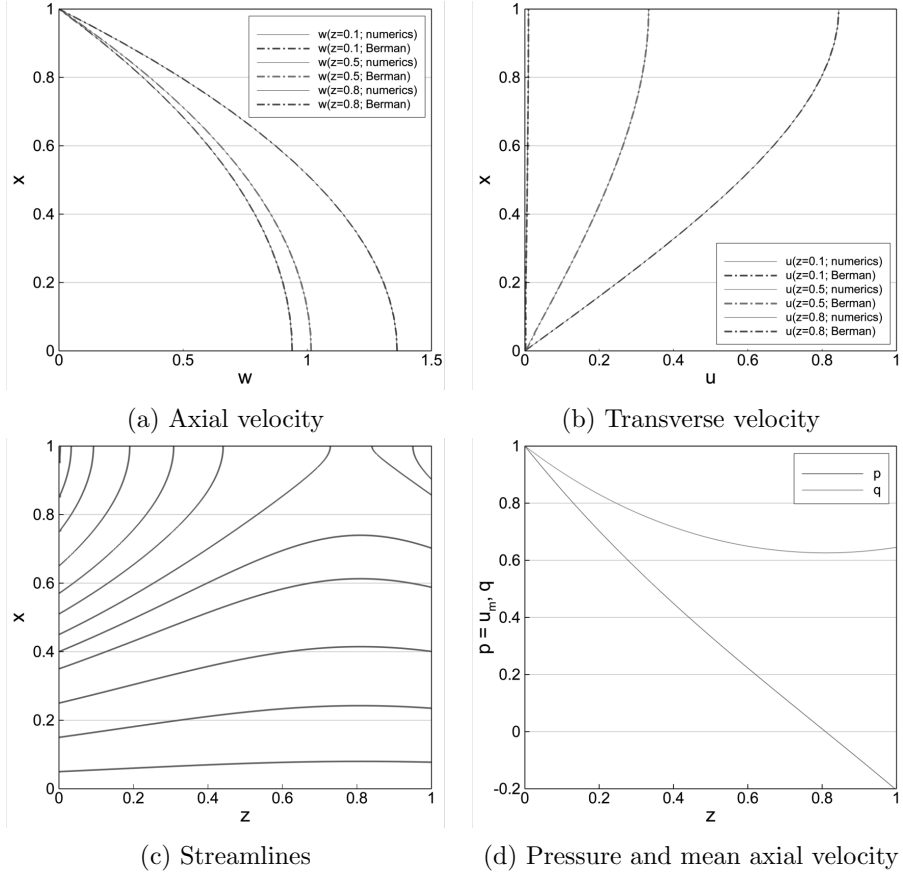 1
0.8
0.6
x
0.4
0.2
0
0
0.5
1
1.5
w
w(z=0.1; numerics)
w(z=0.1; Berman)
w(z=0.5; numerics)
w(z=0.5; Berman)
w(z=0.8; numerics)
w(z=0.8; Berman)
(a) Axial velocity
1
0.8
0.6
x
0.4
0.2
0
0
0.2
0.4
0.6
0.8
1
u
u(z=0.1; numerics)
u(z=0.1; Berman)
u(z=0.5; numerics)
u(z=0.5; Berman)
u(z=0.8; numerics)
u(z=0.8; Berman)
(b) Transverse velocity
1
0.8
0.6
x
0.4
0.2
0
0
0.2
0.4
0.6
0.8
1
z
(c) Streamlines
1
0.8
0.6
0.4
0.2
0
-0.2
p = u_m, q
0.2
0.4
0.6
0.8
1
z
p
q
(d) Pressure and mean axial velocity